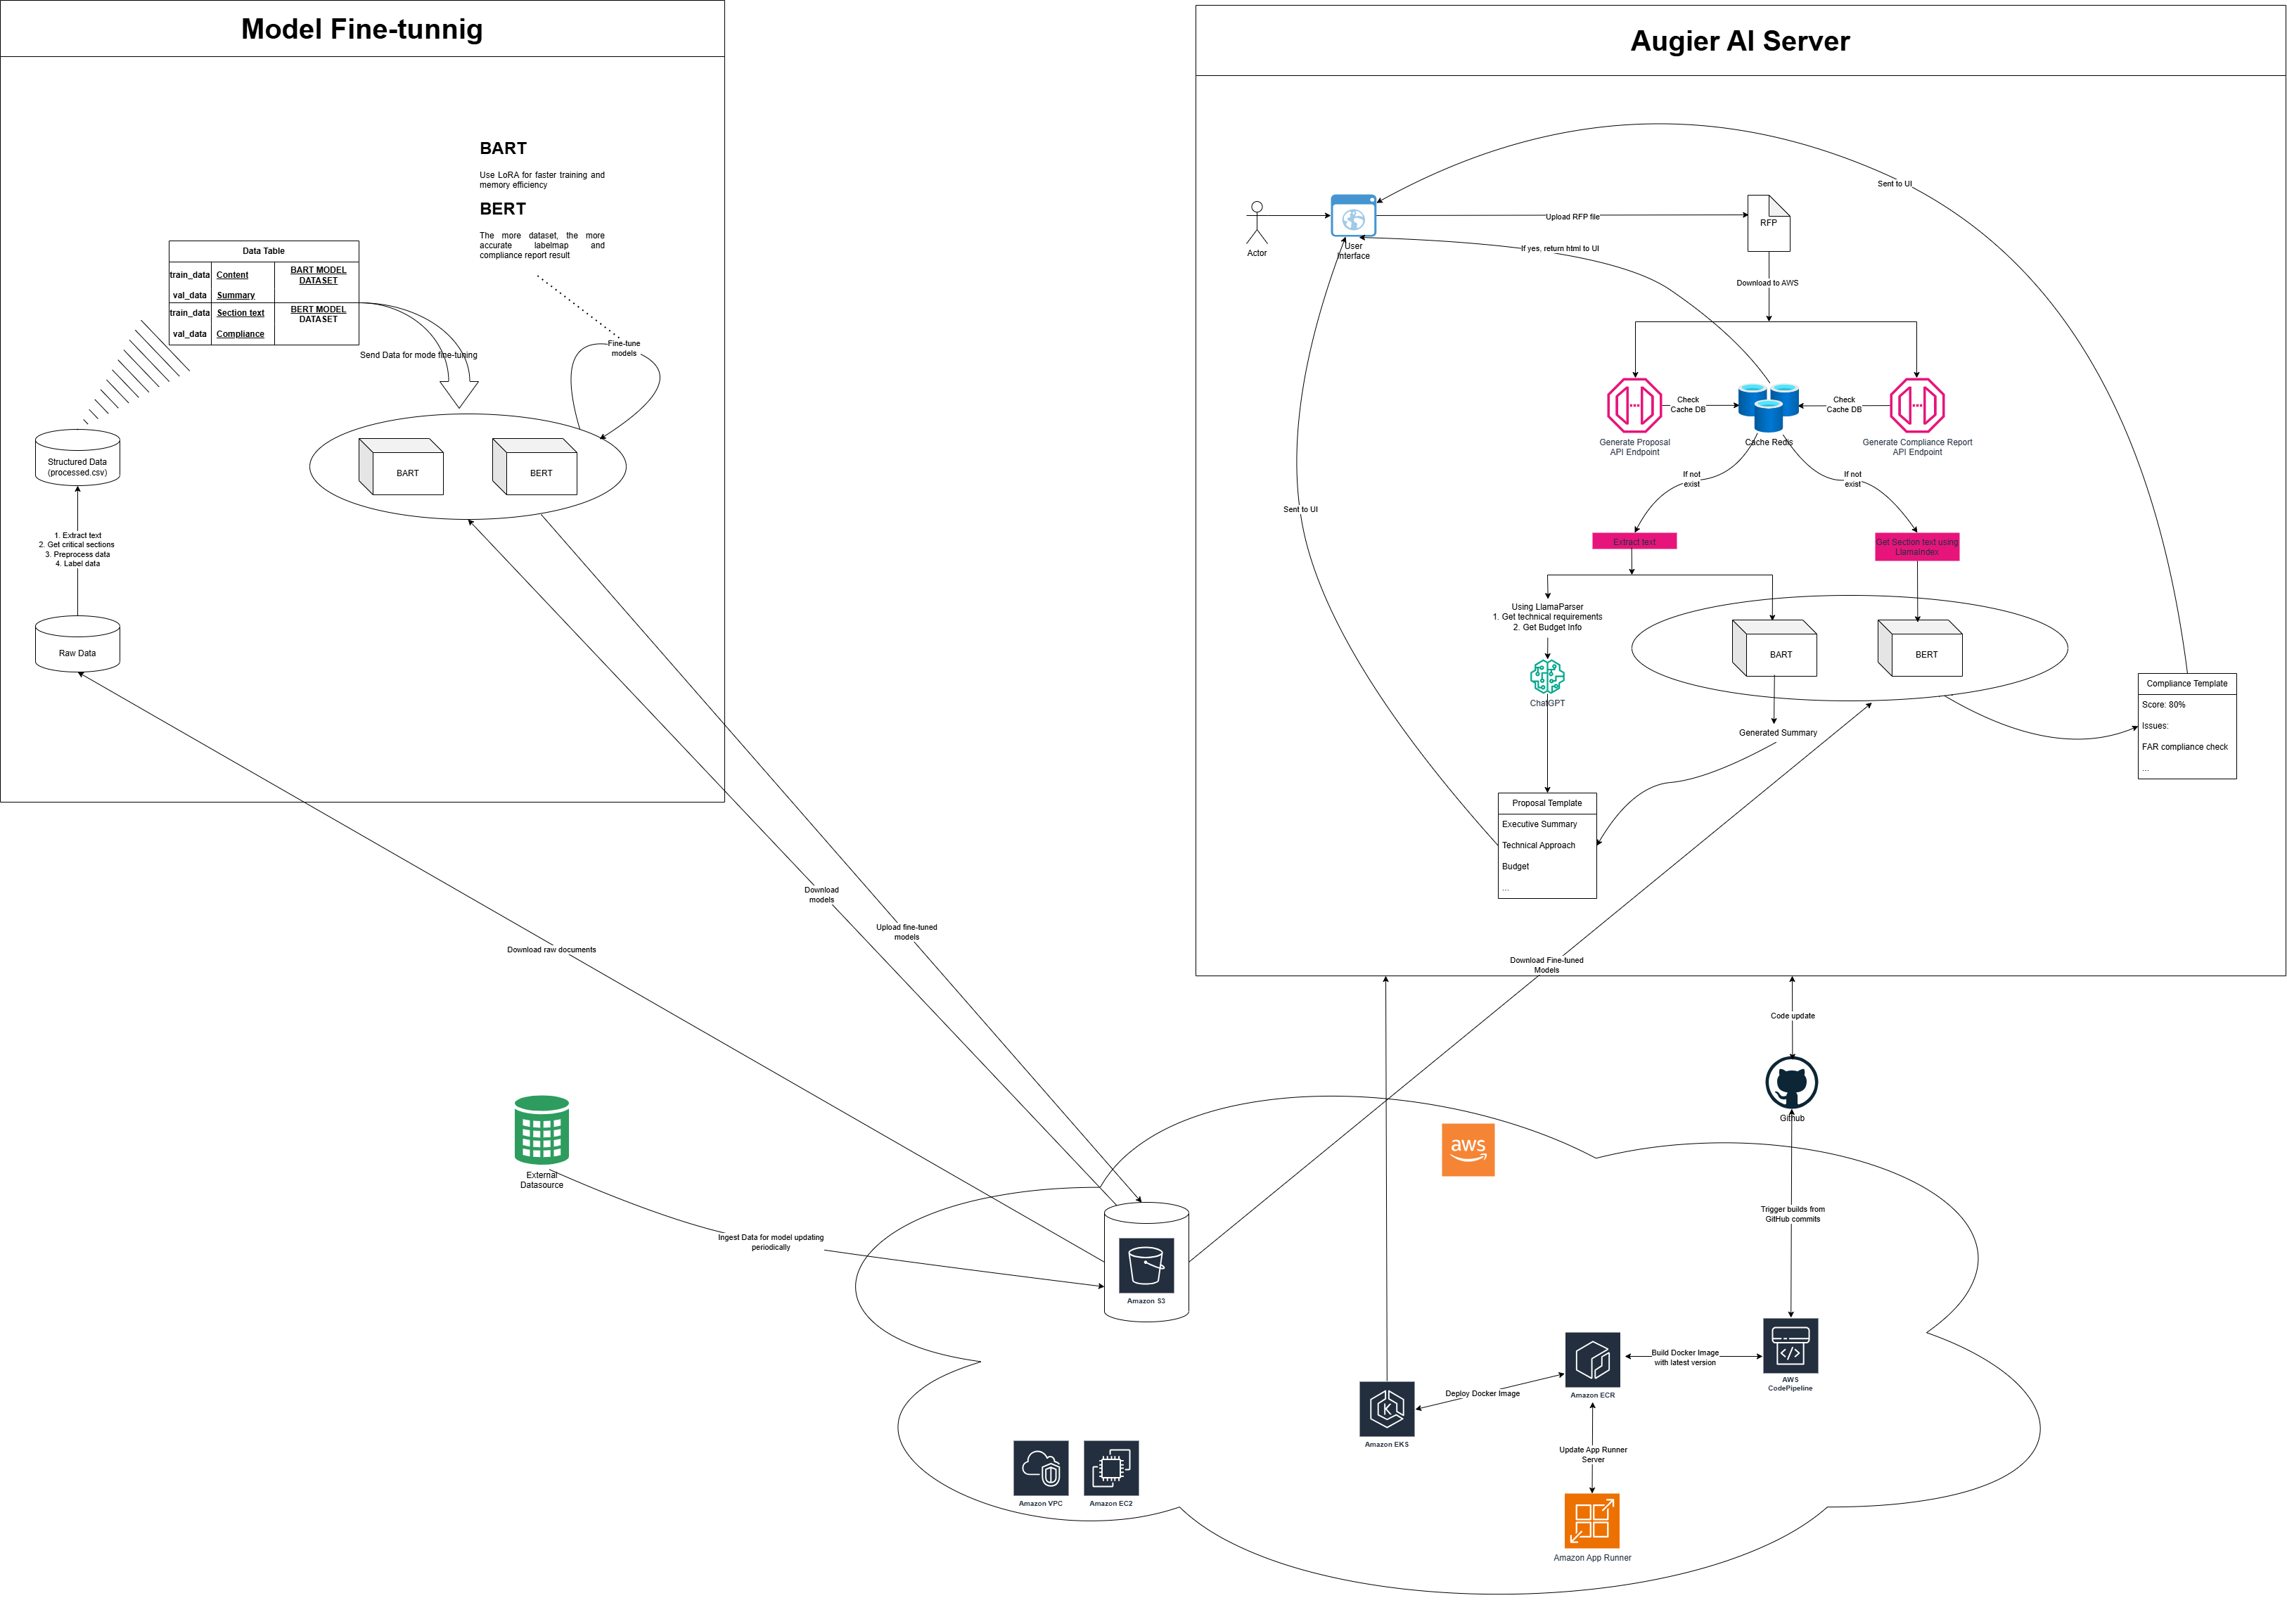 Model Fine-tunnig
BART
Use LoRA for faster training and
memory efficiency
BERT
The more dataset, the more
accurate labelmap and
compliance report result
Data Table
train_data Content BART MODEL
DATASET
val_data Summary
train_data Section text BERT MODEL
DATASET
val_data Compliance
Send Data for mode fine-tuning
Fine-tune
models
BART
BERT
Structured Data
(processed.csv)
1. Extract text
2. Get critical sections
3. Preprocess data
4. Label data
Raw Data
Augier AI Server
Sent to UI
Actor
User
Interface
Upload RFP file
RFP
If yes, return html to UI
Download to AWS
Check
Cache DB
Check
Cache DB
Generate Proposal
API Endpoint
Cache Redis
Generate Compliance Report
API Endpoint
If not
exist
If not
exist
Sent to UI
Extract text
Get Section text using
LlamaIndex
Using LlamaParser
1. Get technical requirements
2. Get Budget Info
BART
BERT
ChatGPT
Generated Summary
Compliance Template
Score: 80%
Issues:
FAR compliance check
...
Proposal Template
Executive Summary
Technical Approach
Budget
...
Download
models
Upload fine-tuned
models
Download raw documents
Download Fine-tuned
Models
Code update
Github
aws
External
Datasource
Ingest Data for model updating
periodically
Amazon S3
Trigger builds from
GitHub commits
Build Docker Image
with latest version
AWS
CodePipeline
Amazon ECR
Deploy Docker Image
Amazon EKS
Update App Runner
Server
Amazon VPC
Amazon EC2
Amazon App Runner